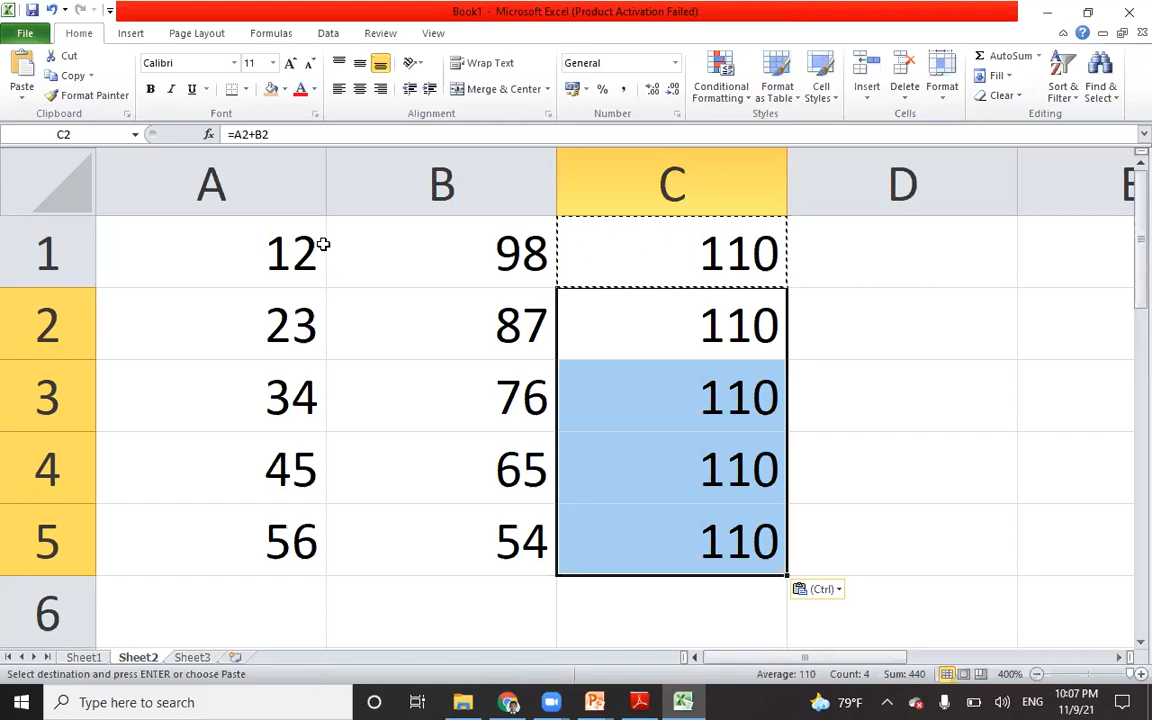 Book1 - Microsoft Excel (Product Activation Failed)
File Home Insert Page Layout Formulas Data Review View
Paste Cut Copy Format Painter Clipboard
Calibri 11 B I U A Font
Wrap Text Merge & Center Alignment
General % , .0 .00 Number
Conditional Formatting Format as Table Cell Styles Styles
Insert Delete Format Cells
AutoSum Fill Clear Sort & Filter Find & Select Editing
C2 fx =A2+B2
A B C D E
1 12 98 110
2 23 87 110
3 34 76 110
4 45 65 110
5 56 54 110
(Ctrl)
6
Sheet1 Sheet2 Sheet3
Select destination and press ENTER or choose Paste Average: 110 Count: 4 Sum: 440 400%
Type here to search 79°F ENG 10:07 PM
11/9/21